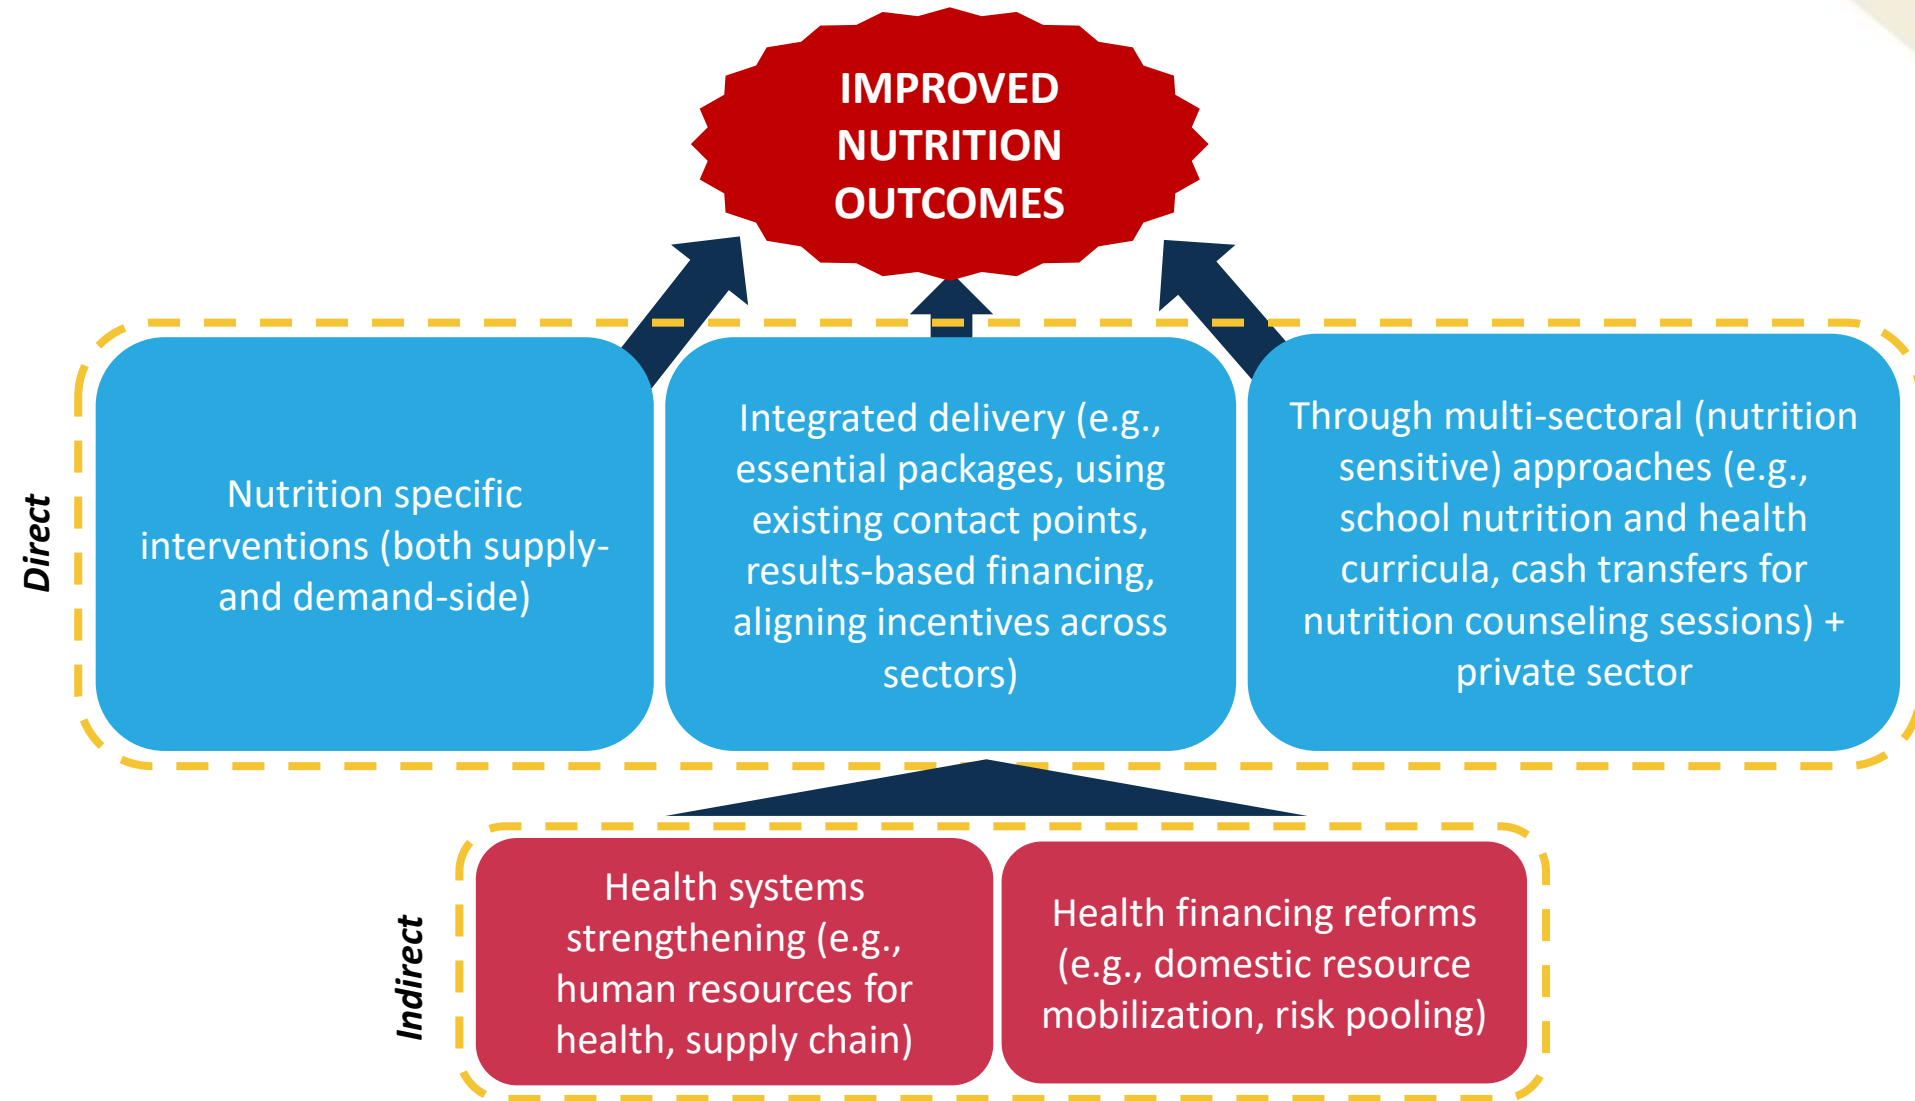 IMPROVED
NUTRITION
OUTCOMES
Direct
Nutrition specific
interventions (both supply-
and demand-side)
Integrated delivery (e.g.,
essential packages, using
existing contact points,
results-based financing,
aligning incentives across
sectors)
Through multi-sectoral (nutrition
sensitive) approaches (e.g.,
school nutrition and health
curricula, cash transfers for
nutrition counseling sessions) +
private sector
Indirect
Health systems
strengthening (e.g.,
human resources for
health, supply chain)
Health financing reforms
(e.g., domestic resource
mobilization, risk pooling)